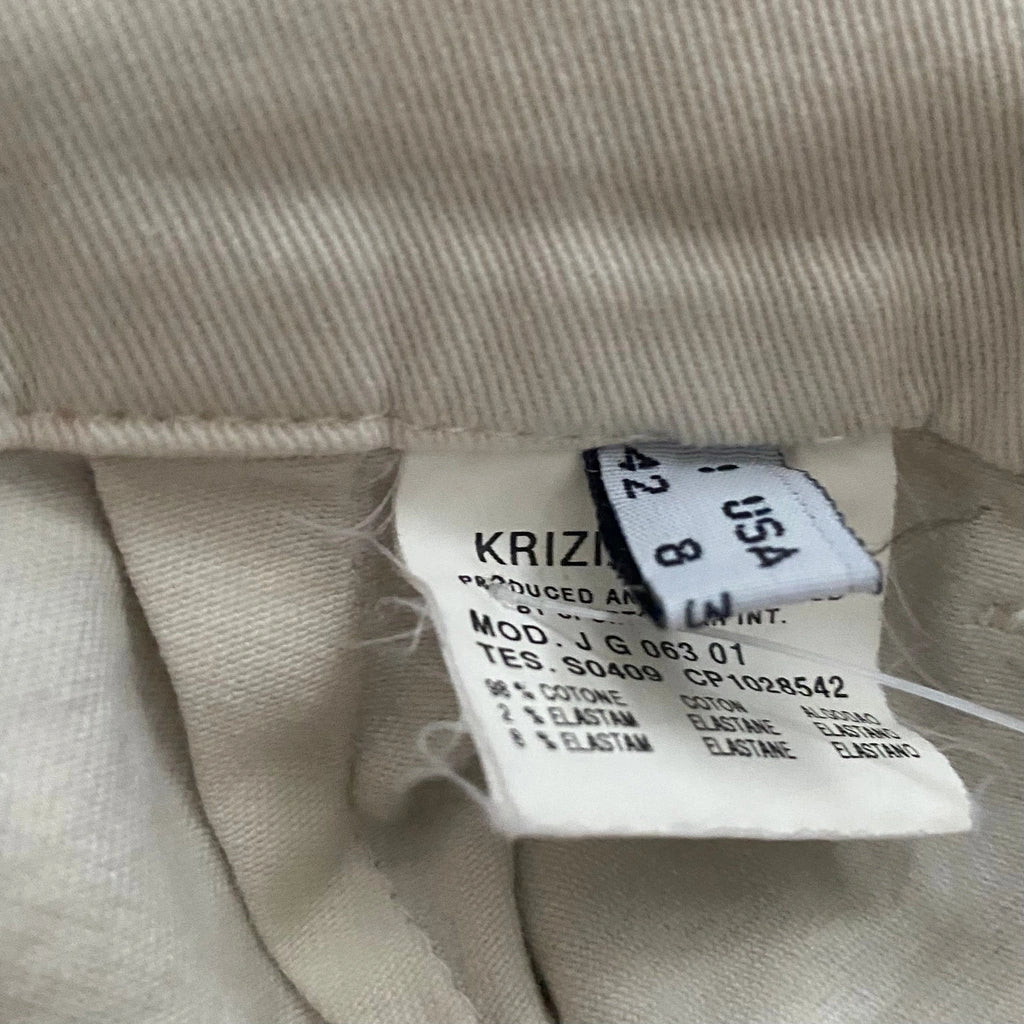 42
! USA
8
KRIZI
PRODUCED AN
INT.
MOD. J G 063 01
TES. S0409 CP1028542
98 % COTONE COTON ALGODAO
2 % ELASTAM ELASTANE ELASTANO
8 % ELASTAM ELASTANE ELASTANO